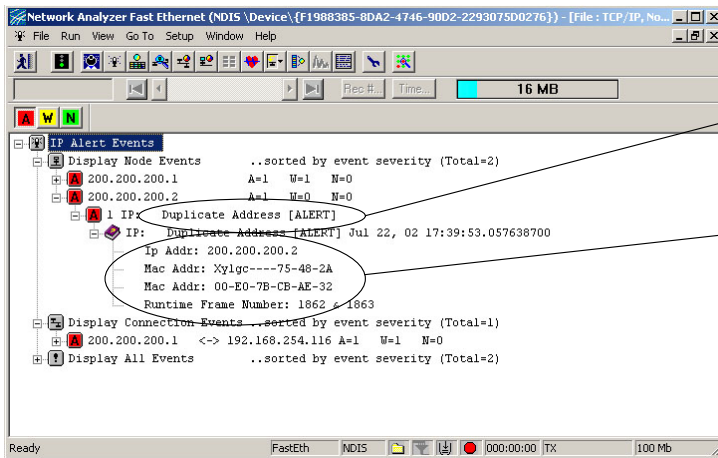 Network Analyzer Fast Ethernet (NDIS \Device\{F1988385-8DA2-4746-90D2-2293075D0276}) - [File : TCP/IP, No...
File Run View Go To Setup Window Help
Rec #... Time... 16 MB
A W N
IP Alert Events
Display Node Events ..sorted by event severity (Total=2)
A 200.200.200.1 A=1 W=1 N=0
A 200.200.200.2 A=1 W=0 N=0
A 1 IP: Duplicate Address [ALERT]
IP: Duplicate Address [ALERT] Jul 22, 02 17:39:53.057638700
Ip Addr: 200.200.200.2
Mac Addr: Xylgc----75-48-2A
Mac Addr: 00-E0-7B-CB-AE-32
Runtime Frame Number: 1862 & 1863
Display Connection Events ..sorted by event severity (Total=1)
A 200.200.200.1 <-> 192.168.254.116 A=1 W=1 N=0
Display All Events ..sorted by event severity (Total=2)
Ready FastEth NDIS 000:00:00 TX 100 Mb